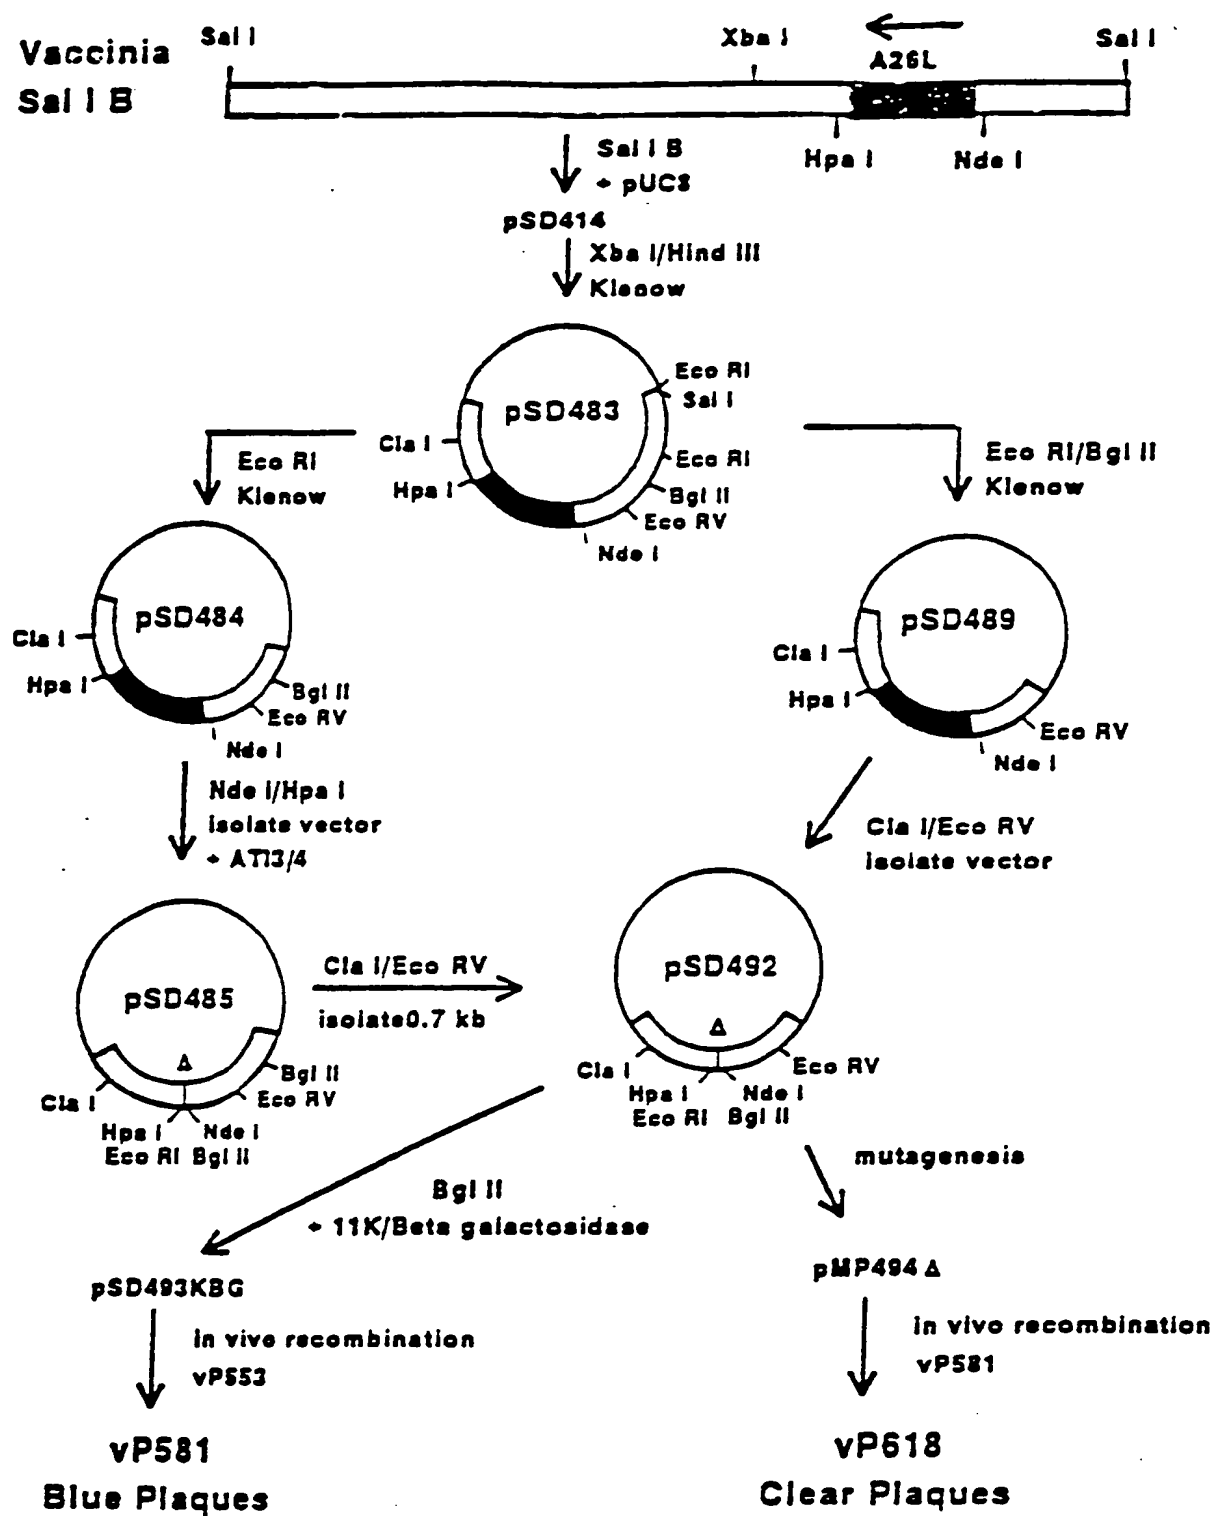 Vaccinia
Sal I B
Sal I
Xba I
A26L
Sal I
Hpa I
Nde I
Sal I B
+ pUC8
pSD414
Xba I/Hind III
Klenow
pSD483
Eco RI
Sal I
Cla I
Eco RI
Hpa I
Bgl II
Eco RV
Nde I
Eco RI
Klenow
Eco RI/Bgl II
Klenow
pSD484
Cla I
Hpa I
Bgl II
Eco RV
Nde I
pSD489
Cla I
Hpa I
Eco RV
Nde I
Nde I/Hpa I
isolate vector
+ ATI3/4
Cla I/Eco RV
isolate vector
pSD485
Δ
Bgl II
Cla I
Eco RV
Hpa I Nde I
Eco RI Bgl II
Cla I/Eco RV
isolate0.7 kb
pSD492
Δ
Cla I
Eco RV
Hpa I Nde I
Eco RI Bgl II
Bgl II
+ 11K/Beta galactosidase
mutagenesis
pSD493KBG
pMP494Δ
in vivo recombination
vP553
in vivo recombination
vP581
vP581
Blue Plaques
vP618
Clear Plaques